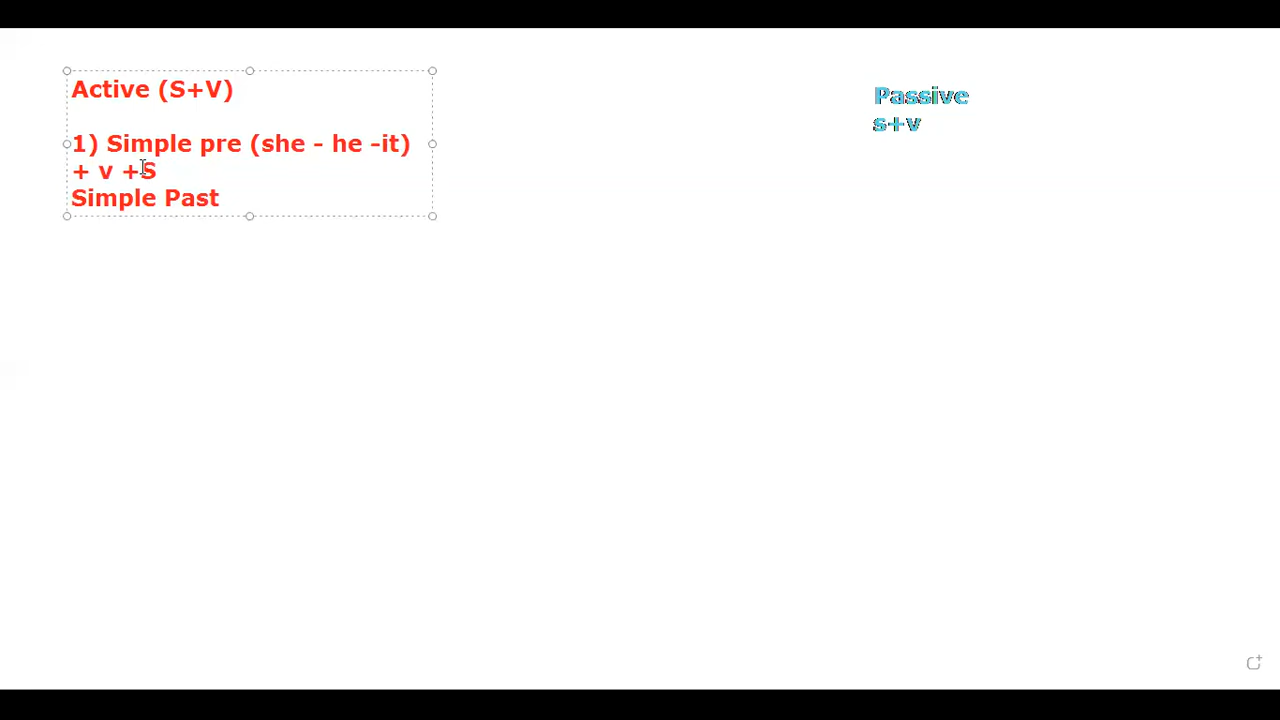 Active (S+V)
1) Simple pre (she - he -it)
+ v +S
Simple Past
Passive
s+v